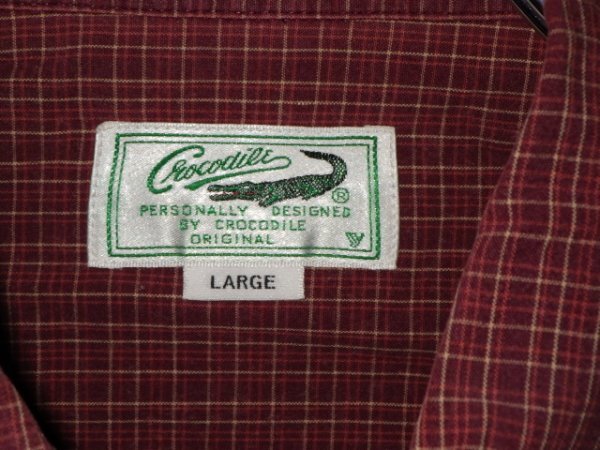 Crocodile ®
PERSONALLY DESIGNED
BY CROCODILE
ORIGINAL
LARGE